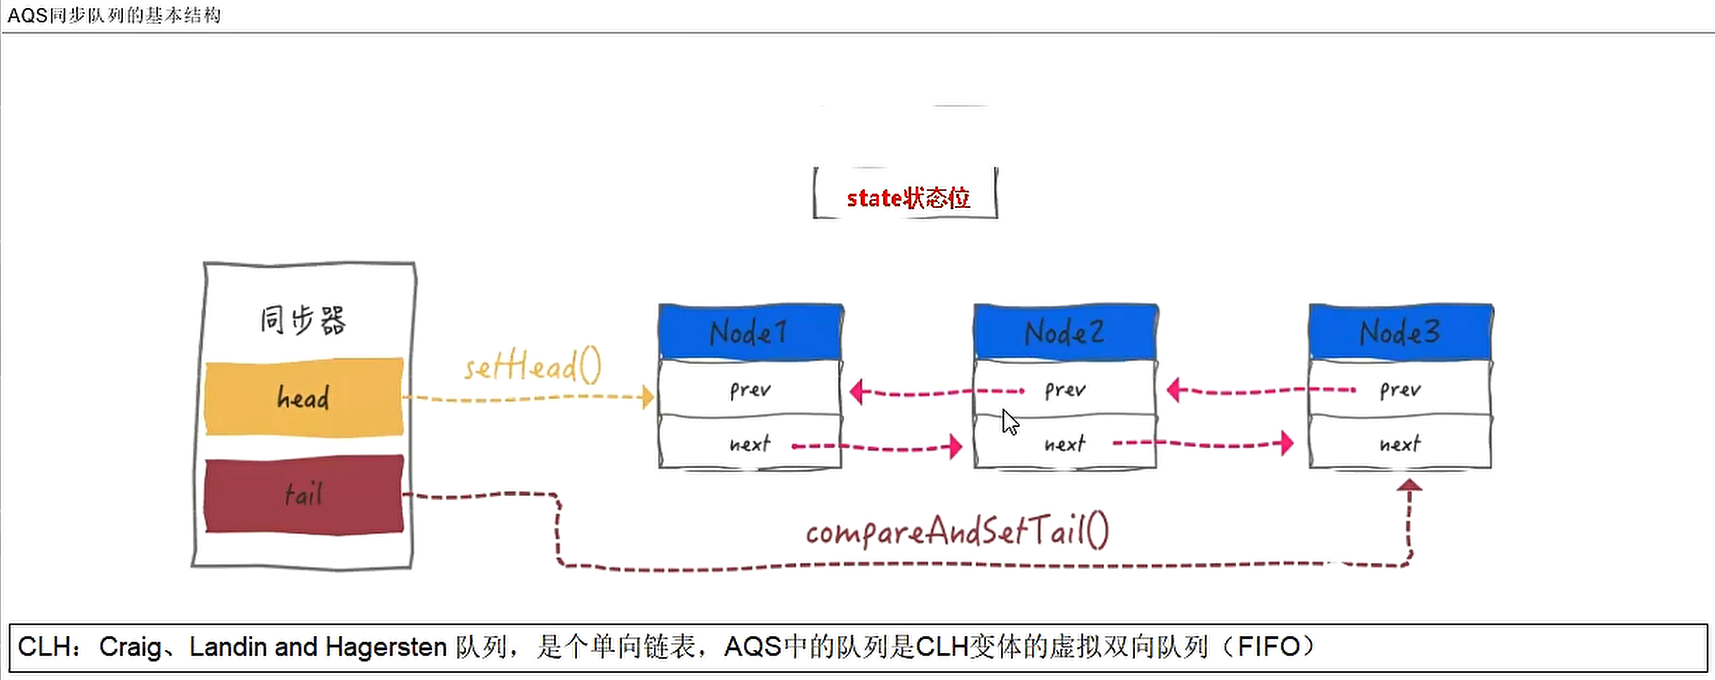 AQS同步队列的基本结构
state状态位
同步器
head
tail
setHead()
Node1
prev
next
Node2
prev
next
Node3
prev
next
compareAndSetTail()
CLH：Craig、Landin and Hagersten 队列，是个单向链表，AQS中的队列是CLH变体的虚拟双向队列（FIFO）